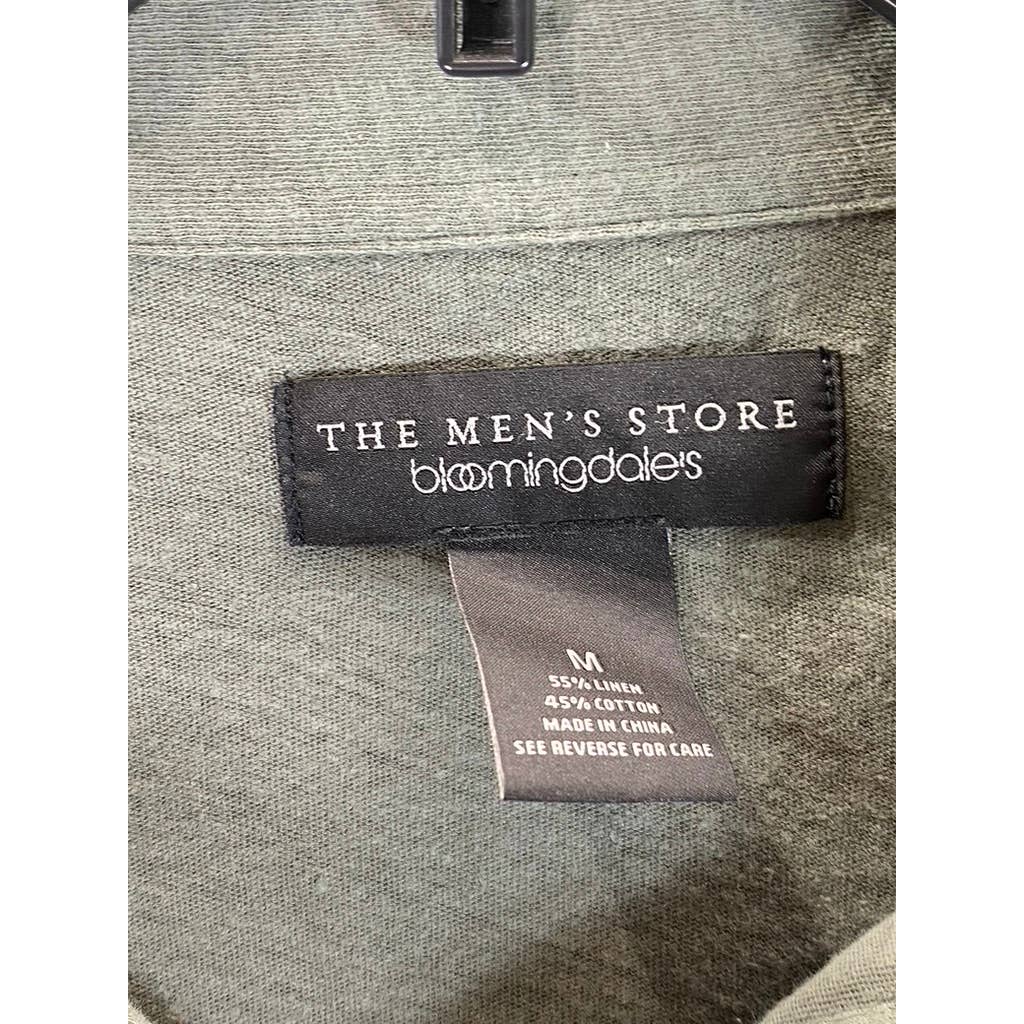 THE MEN'S STORE
bloomingdale's
M
55% LINEN
45% COTTON
MADE IN CHINA
SEE REVERSE FOR CARE